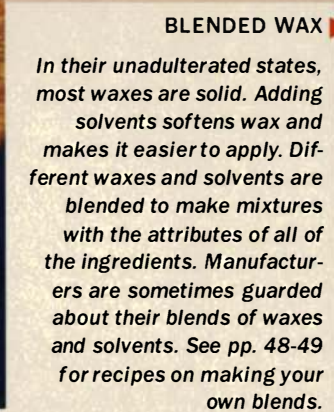 BLENDED WAX
In their unadulterated states,
most waxes are solid. Adding
solvents softens wax and
makes it easier to apply. Dif-
ferent waxes and solvents are
blended to make mixtures
with the attributes of all of
the ingredients. Manufactur-
ers are sometimes guarded
about their blends of waxes
and solvents. See pp. 48-49
for recipes on making your
own blends.